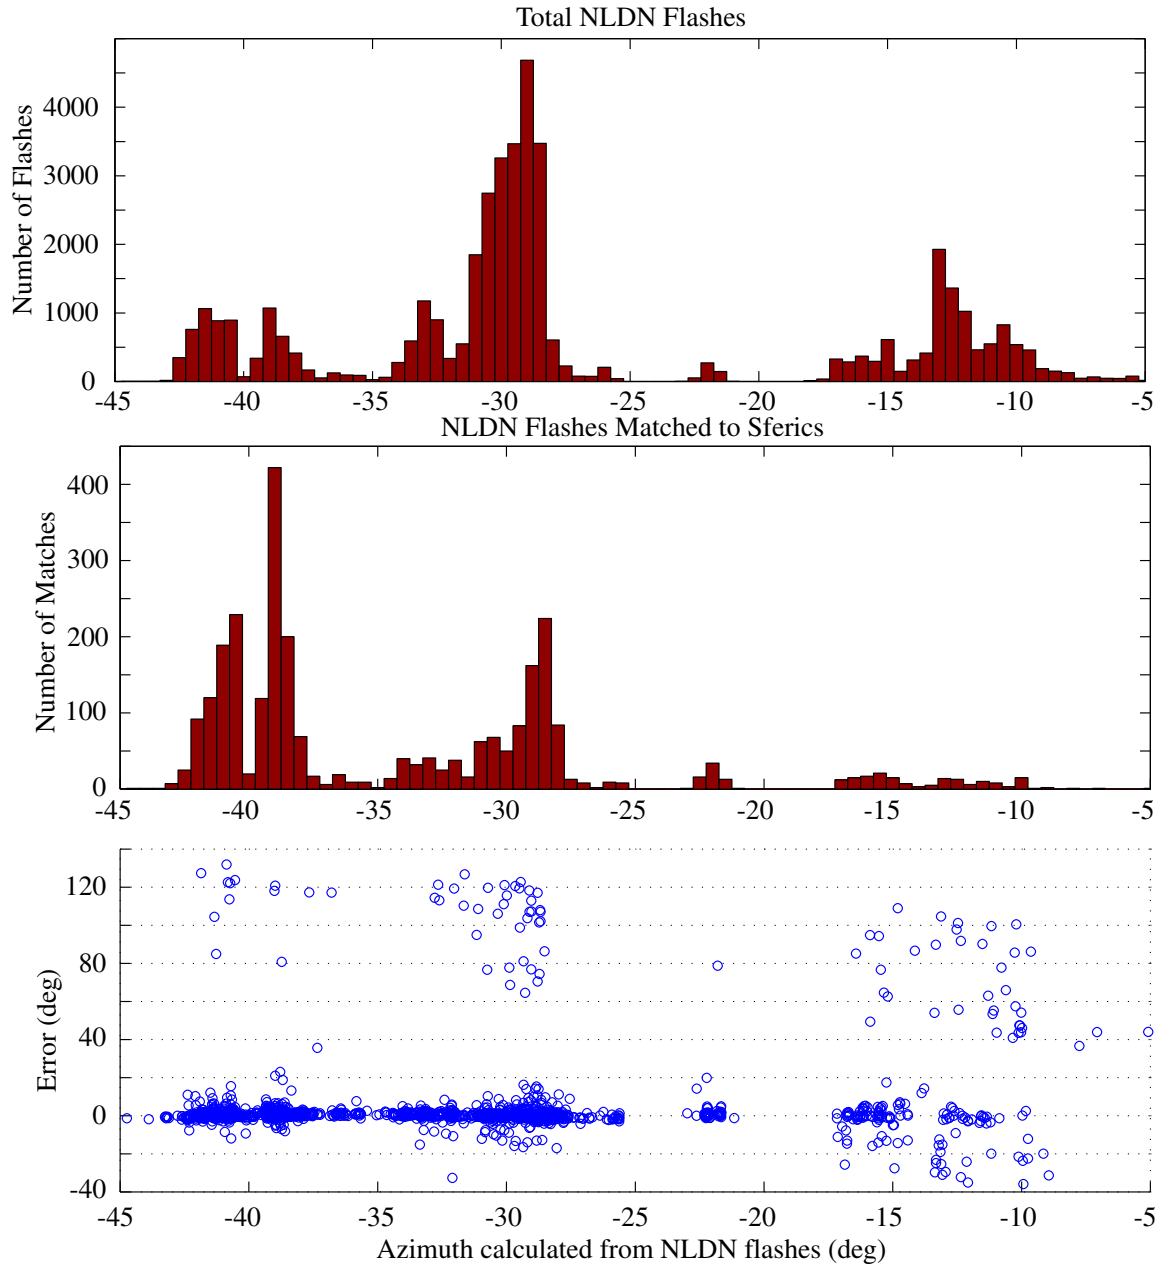 Total NLDN Flashes
Number of Flashes
4000
3000
2000
1000
0
-45 -40 -35 -30 -25 -20 -15 -10 -5
NLDN Flashes Matched to Sferics
Number of Matches
400
300
200
100
0
-45 -40 -35 -30 -25 -20 -15 -10 -5
Error (deg)
120
80
40
0
-40
-45 -40 -35 -30 -25 -20 -15 -10 -5
Azimuth calculated from NLDN flashes (deg)